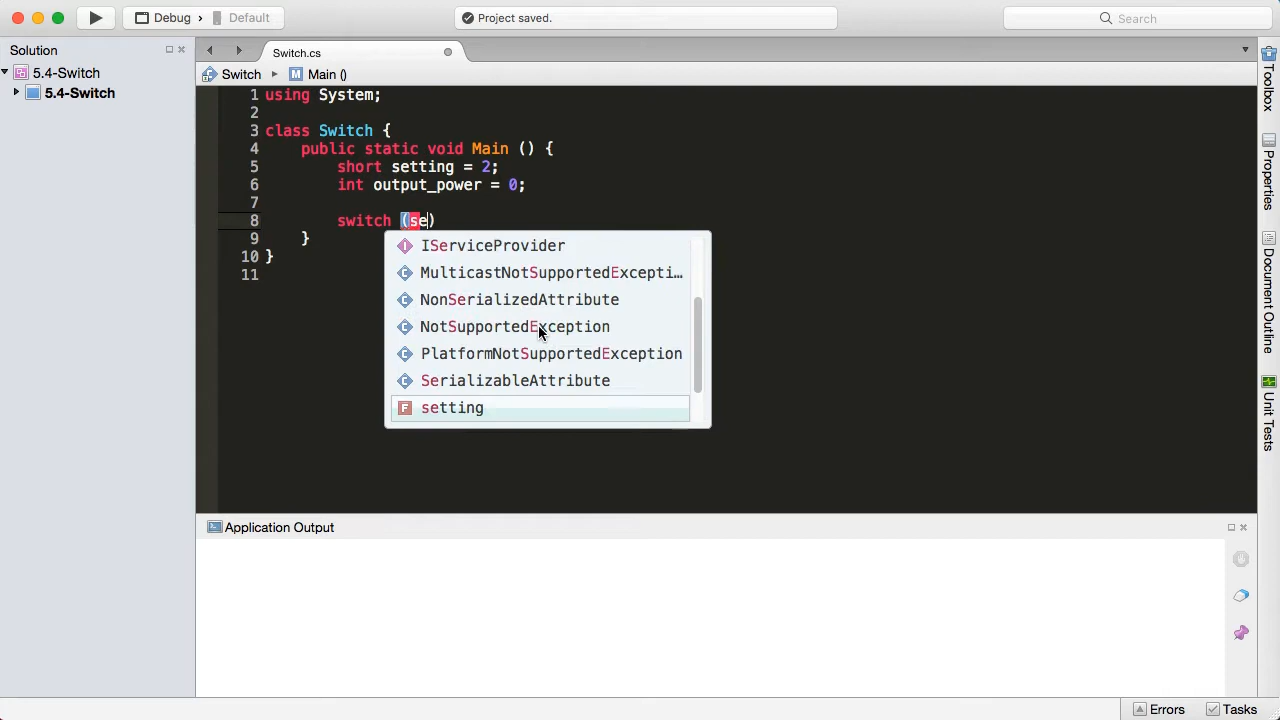 Debug › Default
Project saved.
Search
Solution
Switch.cs
5.4-Switch
5.4-Switch
Switch ▸ Main ()
1 using System;
2
3 class Switch {
4 public static void Main () {
5 short setting = 2;
6 int output_power = 0;
7
8 switch (se)
9 }
10 }
11
IServiceProvider
MulticastNotSupportedExcepti…
NonSerializedAttribute
NotSupportedException
PlatformNotSupportedException
SerializableAttribute
setting
Application Output
Toolbox
Properties
Document Outline
Unit Tests
Errors
Tasks